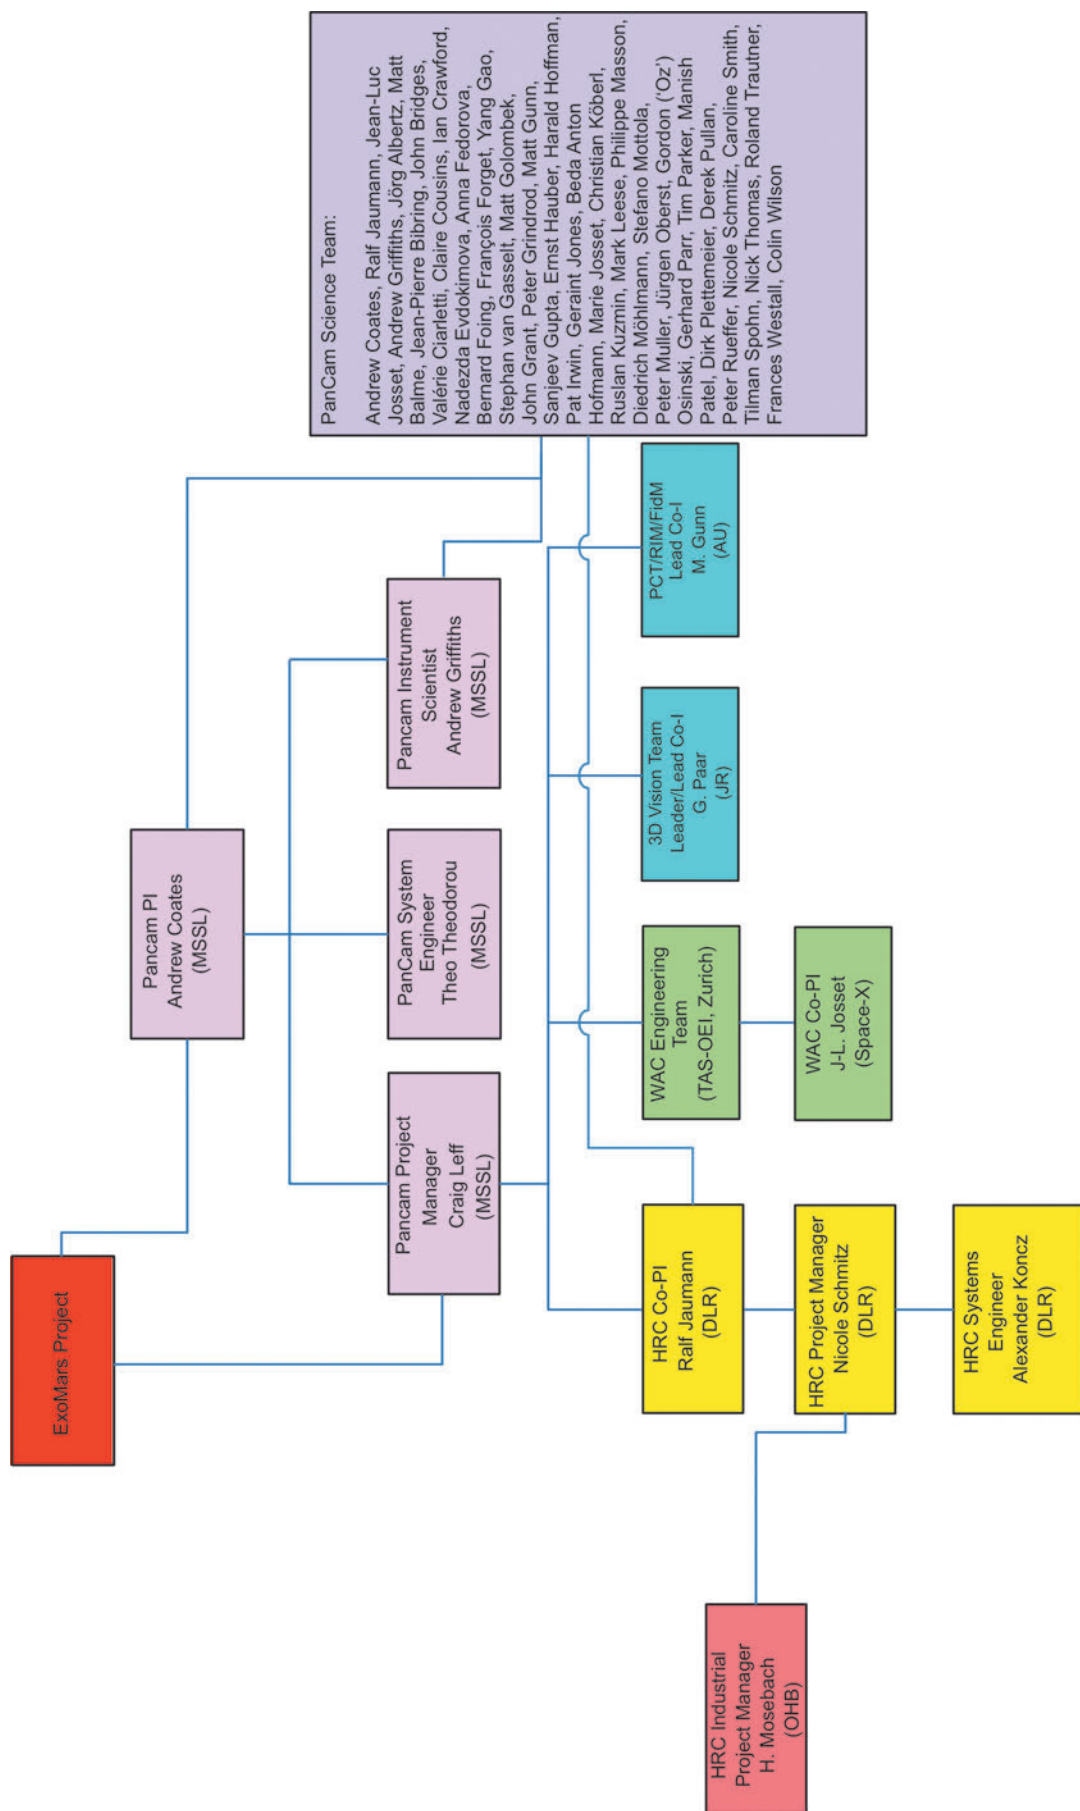 ExoMars Project
Pancam PI
Andrew Coates
(MSSL)
Pancam Project
Manager
Craig Leff
(MSSL)
PanCam System
Engineer
Theo Theodorou
(MSSL)
Pancam Instrument
Scientist
Andrew Griffiths
(MSSL)
PanCam Science Team:
Andrew Coates, Ralf Jaumann, Jean-Luc
Josset, Andrew Griffiths, Jörg Albertz, Matt
Balme, Jean-Pierre Bibring, John Bridges,
Valérie Ciarletti, Claire Cousins, Ian Crawford,
Nadezda Evdokimova, Anna Fedorova,
Bernard Foing, François Forget, Yang Gao,
Stephan van Gasselt, Matt Golombek,
John Grant, Peter Grindrod, Matt Gunn,
Sanjeev Gupta, Ernst Hauber, Harald Hoffman,
Pat Irwin, Geraint Jones, Beda Anton
Hofmann, Marie Josset, Christian Köberl,
Ruslan Kuzmin, Mark Leese, Philippe Masson,
Diedrich Möhlmann, Stefano Mottola,
Peter Muller, Jürgen Oberst, Gordon ('Oz')
Osinski, Gerhard Parr, Tim Parker, Manish
Patel, Dirk Plettemeier, Derek Pullan,
Peter Rueffer, Nicole Schmitz, Caroline Smith,
Tilman Spohn, Nick Thomas, Roland Trautner,
Frances Westall, Colin Wilson
HRC Co-PI
Ralf Jaumann
(DLR)
WAC Engineering
Team
(TAS-OEI, Zurich)
3D Vision Team
Leader/Lead Co-I
G. Paar
(JR)
PCT/RIM/FidM
Lead Co-I
M. Gunn
(AU)
HRC Industrial
Project Manager
H. Mosebach
(OHB)
HRC Project Manager
Nicole Schmitz
(DLR)
WAC Co-PI
J-L. Josset
(Space-X)
HRC Systems
Engineer
Alexander Koncz
(DLR)